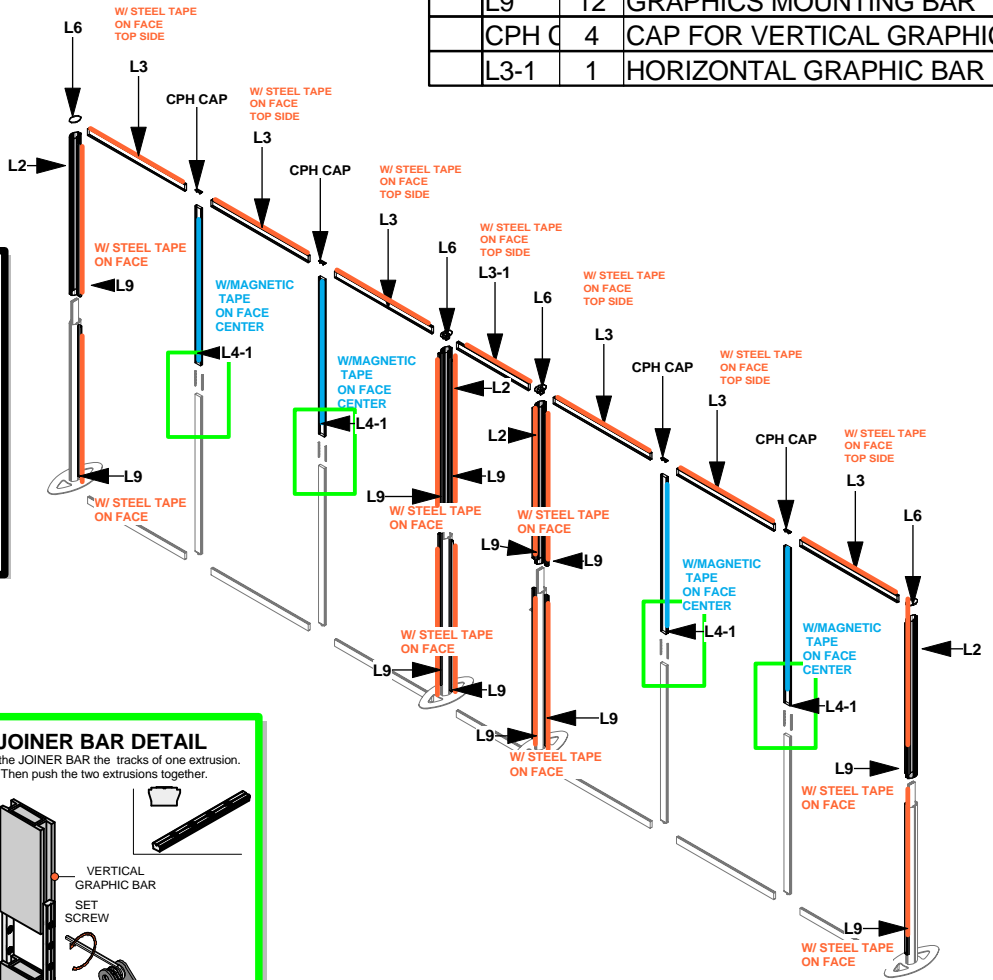 L9 12 GRAPHICS MOUNTING BAR
4 CAP FOR VERTICAL
L3-1 1 HORIZONTAL GRAPHIC BAR
W/ STEEL TAPE
ON FACE
TOP SIDE
L6
L3
CPH CAP
W/ STEEL TAPE
ON FACE
TOP SIDE
L3
CPH CAP
W/ STEEL TAPE
ON FACE
TOP SIDE
L3
L2
L6
W/ STEEL TAPE
ON FACE
TOP SIDE
L3-1
L6
W/ STEEL TAPE
ON FACE
TOP SIDE
L3
W/ STEEL TAPE
ON FACE
L9
W/MAGNETIC
TAPE
ON FACE
CENTER
L4-1
W/MAGNETIC
TAPE
ON FACE
CENTER
L4-1
CPH CAP
W/ STEEL TAPE
ON FACE
TOP SIDE
L3
L2
L2
CPH CAP
W/ STEEL TAPE
ON FACE
TOP SIDE
L3
L9
W/ STEEL TAPE
ON FACE
L9
L9
W/ STEEL TAPE
ON FACE
W/ STEEL TAPE
ON FACE
L9
L9
L6
W/MAGNETIC
TAPE
ON FACE
CENTER
L4-1
W/MAGNETIC
TAPE
ON FACE
CENTER
L4-1
L2
W/ STEEL TAPE
ON FACE
L9
L9
L9
L9
W/ STEEL TAPE
ON FACE
L9
W/ STEEL TAPE
ON FACE
L9
W/ STEEL TAPE
ON FACE
JOINER BAR DETAIL
the JOINER BAR the tracks of one extrusion.
Then push the two extrusions together.
VERTICAL
GRAPHIC BAR
SET
SCREW